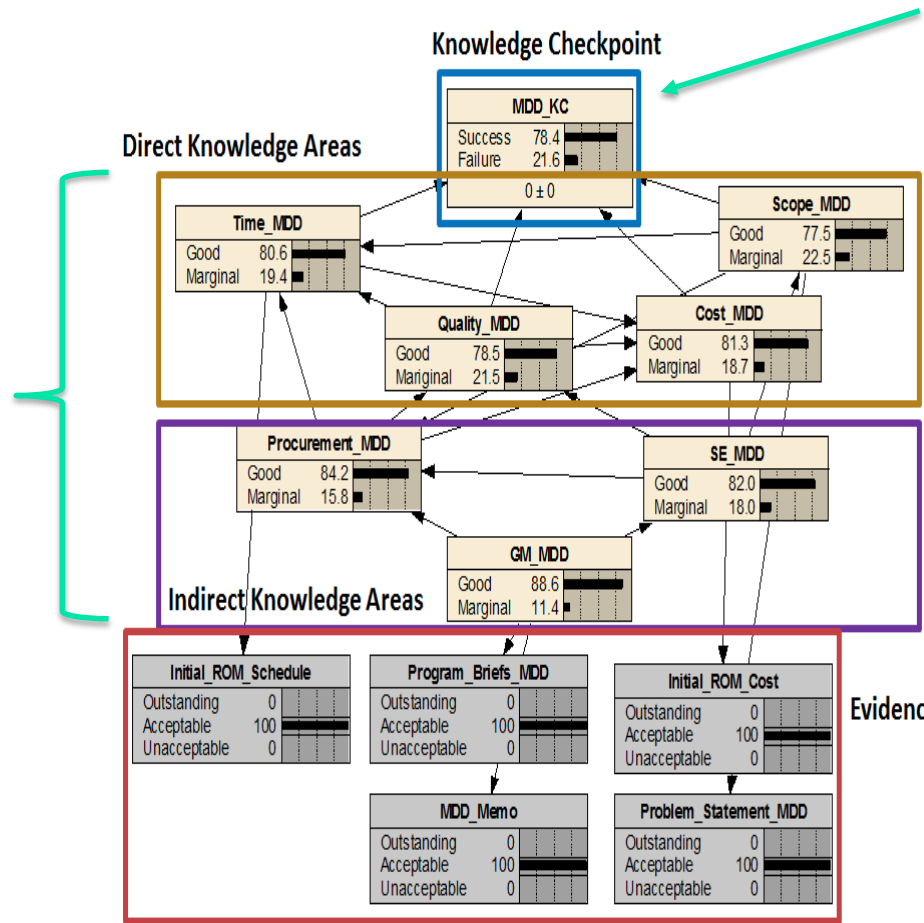 Knowledge Checkpoint
MDD_KC
Success 78.4
Failure 21.6
0 ± 0
Direct Knowledge Areas
Time_MDD
Good 80.6
Marginal 19.4
Scope_MDD
Good 77.5
Marginal 22.5
Quality_MDD
Good 78.5
Mariginal 21.5
Cost_MDD
Good 81.3
Marginal 18.7
Procurement_MDD
Good 84.2
Marginal 15.8
SE_MDD
Good 82.0
Marginal 18.0
GM_MDD
Good 88.6
Marginal 11.4
Indirect Knowledge Areas
Initial_ROM_Schedule
Outstanding 0
Acceptable 100
Unacceptable 0
Program_Briefs_MDD
Outstanding 0
Acceptable 100
Unacceptable 0
Initial_ROM_Cost
Outstanding 0
Acceptable 100
Unacceptable 0
Evidenc
MDD_Memo
Outstanding 0
Acceptable 100
Unacceptable 0
Problem_Statement_MDD
Outstanding 0
Acceptable 100
Unacceptable 0